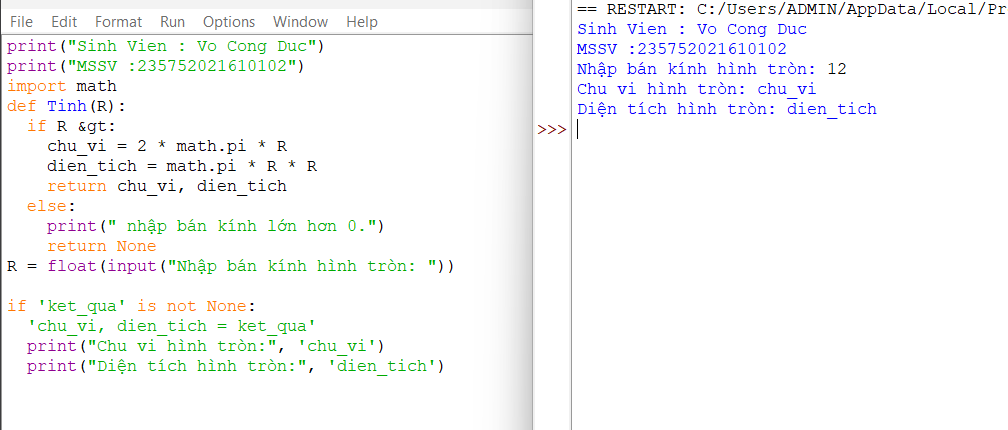 File Edit Format Run Options Window Help
print("Sinh Vien : Vo Cong Duc")
print("MSSV :235752021610102")
import math
def Tinh(R):
  if R &gt:
    chu_vi = 2 * math.pi * R
    dien_tich = math.pi * R * R
    return chu_vi, dien_tich
  else:
    print(" nhập bán kính lớn hơn 0.")
    return None
R = float(input("Nhập bán kính hình tròn: "))
if 'ket_qua' is not None:
  'chu_vi, dien_tich = ket_qua'
  print("Chu vi hình tròn:", 'chu_vi')
  print("Diện tích hình tròn:", 'dien_tich')
== RESTART: C:/Users/ADMIN/AppData/Local/Pr
Sinh Vien : Vo Cong Duc
MSSV :235752021610102
Nhập bán kính hình tròn: 12
Chu vi hình tròn: chu_vi
Diện tích hình tròn: dien_tich
>>>